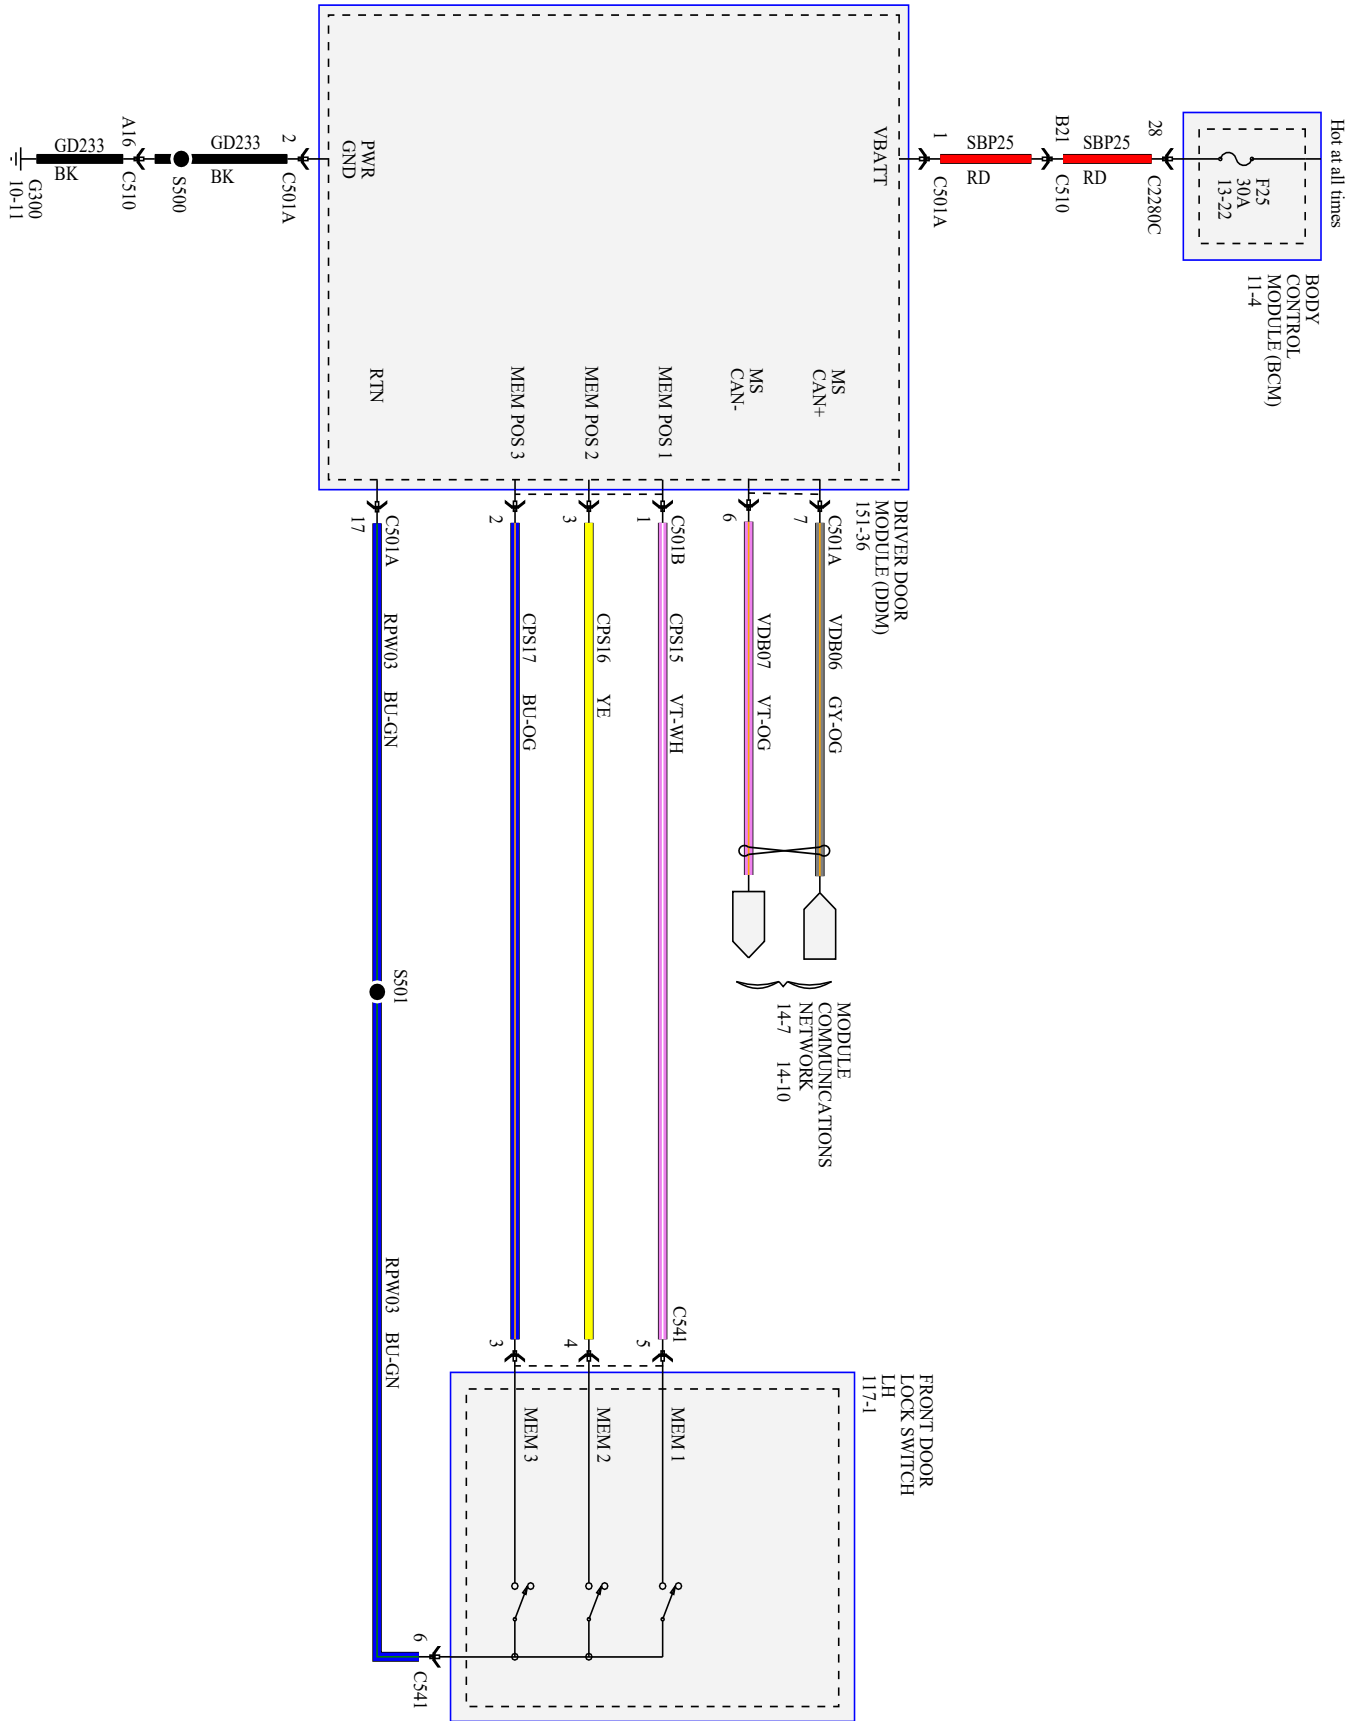 Hot at all times
F25
30A
13-22
BODY
CONTROL
MODULE (BCM)
11-4
28
C2280C
SBP25
RD
B21
C510
SBP25
RD
1
C501A
VBATT
PWR
GND
2
C501A
GD233
BK
S500
A16
C510
GD233
BK
G300
10-11
MS
CAN+
MS
CAN-
MEM POS 1
MEM POS 2
MEM POS 3
RTN
DRIVER DOOR
MODULE (DDM)
151-36
7
C501A
6
1
C501B
3
2
17
C501A
VDB06
GY-OG
VDB07
VT-OG
CPS15
VT-WH
CPS16
YE
CPS17
BU-OG
RPW03
BU-GN
MODULE
COMMUNICATIONS
NETWORK
14-7 14-10
S501
RPW03
BU-GN
5
C541
4
3
FRONT DOOR
LOCK SWITCH
LH
117-1
MEM 1
MEM 2
MEM 3
6
C541